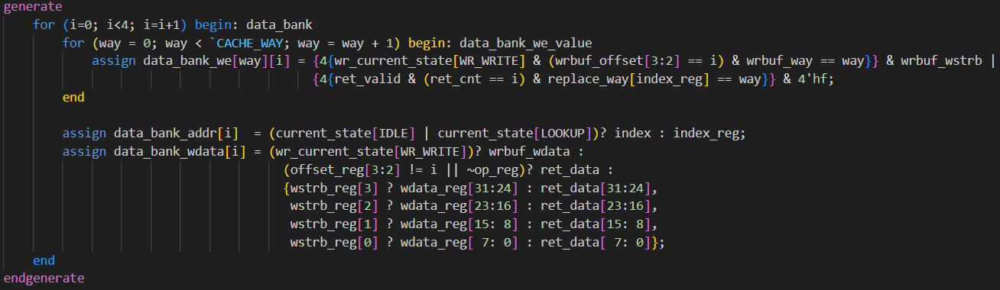 generate
    for (i=0; i<4; i=i+1) begin: data_bank
        for (way = 0; way < `CACHE_WAY; way = way + 1) begin: data_bank_we_value
            assign data_bank_we[way][i] = {4{wr_current_state[WR_WRITE] & (wrbuf_offset[3:2] == i) & wrbuf_way == way}} & wrbuf_wstrb |
                                          {4{ret_valid & (ret_cnt == i) & replace_way[index_reg] == way}} & 4'hf;
        end
        assign data_bank_addr[i]  = (current_state[IDLE] | current_state[LOOKUP])? index : index_reg;
        assign data_bank_wdata[i] = (wr_current_state[WR_WRITE])? wrbuf_wdata :
                                      (offset_reg[3:2] != i || ~op_reg)? ret_data :
                                      {wstrb_reg[3] ? wdata_reg[31:24] : ret_data[31:24],
                                       wstrb_reg[2] ? wdata_reg[23:16] : ret_data[23:16],
                                       wstrb_reg[1] ? wdata_reg[15: 8] : ret_data[15: 8],
                                       wstrb_reg[0] ? wdata_reg[ 7: 0] : ret_data[ 7: 0]};
    end
endgenerate